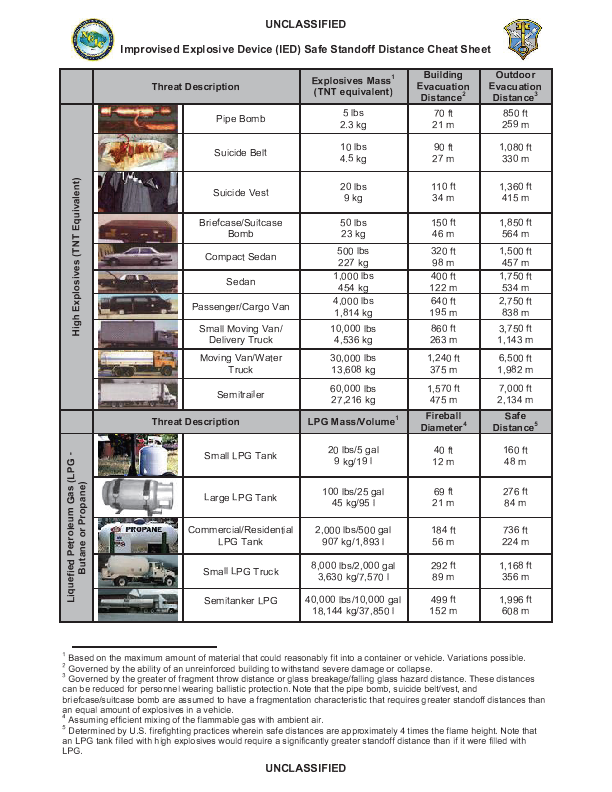 UNCLASSIFIED
Improvised Explosive Device (IED) Safe Standoff Distance Cheat Sheet
Threat Description
Explosives Mass1
(TNT equivalent)
Building
Evacuation
Distance2
Outdoor
Evacuation
Distance3
High Explosives (TNT Equivalent)
Pipe Bomb
5 lbs
2.3 kg
70 ft
21 m
850 ft
259 m
Suicide Belt
10 lbs
4.5 kg
90 ft
27 m
1,080 ft
330 m
Suicide Vest
20 lbs
9 kg
110 ft
34 m
1,360 ft
415 m
Briefcase/Suitcase
Bomb
50 lbs
23 kg
150 ft
46 m
1,850 ft
564 m
Compact Sedan
500 lbs
227 kg
320 ft
98 m
1,500 ft
457 m
Sedan
1,000 lbs
454 kg
400 ft
122 m
1,750 ft
534 m
Passenger/Cargo Van
4,000 lbs
1,814 kg
640 ft
195 m
2,750 ft
838 m
Small Moving Van/
Delivery Truck
10,000 lbs
4,536 kg
860 ft
263 m
3,750 ft
1,143 m
Moving Van/Water
Truck
30,000 lbs
13,608 kg
1,240 ft
375 m
6,500 ft
1,982 m
Semitrailer
60,000 lbs
27,216 kg
1,570 ft
475 m
7,000 ft
2,134 m
Threat Description
LPG Mass/Volume1
Fireball
Diameter4
Safe
Distance5
Liquefied Petroleum Gas (LPG -
Butane or Propane)
Small LPG Tank
20 lbs/5 gal
9 kg/19 l
40 ft
12 m
160 ft
48 m
Large LPG Tank
100 lbs/25 gal
45 kg/95 l
69 ft
21 m
276 ft
84 m
PROPANE
Commercial/Residential
LPG Tank
2,000 lbs/500 gal
907 kg/1,893 l
184 ft
56 m
736 ft
224 m
Small LPG Truck
8,000 lbs/2,000 gal
3,630 kg/7,570 l
292 ft
89 m
1,168 ft
356 m
Semitanker LPG
40,000 lbs/10,000 gal
18,144 kg/37,850 l
499 ft
152 m
1,996 ft
608 m
1 Based on the maximum amount of material that could reasonably fit into a container or vehicle. Variations possible.
2 Governed by the ability of an unreinforced building to withstand severe damage or collapse.
3 Governed by the greater of fragment throw distance or glass breakage/falling glass hazard distance. These distances
can be reduced for personnel wearing ballistic protection. Note that the pipe bomb, suicide belt/vest, and
briefcase/suitcase bomb are assumed to have a fragmentation characteristic that requires greater standoff distances than
an equal amount of explosives in a vehicle.
4 Assuming efficient mixing of the flammable gas with ambient air.
5 Determined by U.S. firefighting practices wherein safe distances are approximately 4 times the flame height. Note that
an LPG tank filled with high explosives would require a significantly greater standoff distance than if it were filled with
LPG.
UNCLASSIFIED